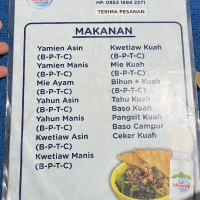 HP. 0853 1694 2271
TERIMA PESANAN
MAKANAN
Yamien Asin
(B-P-T-C)
Yamien Manis
(B-P-T-C)
Mie Ayam
(B-P-T-C)
Yahun Asin
(B-P-T-C)
Yahun Manis
(B-P-T-C)
Kwetiaw Asin
(B-P-T-C)
Kwetiaw Manis
(B-P-T-C)
Kwetiaw Kuah
(B-P-T-C)
Mie Kuah
(B-P-T-C)
Bihun + Kuah
(B-P-T-C)
Tahu Kuah
Baso Kuah
Pangsit Kuah
Baso Campur
Ceker Kuah